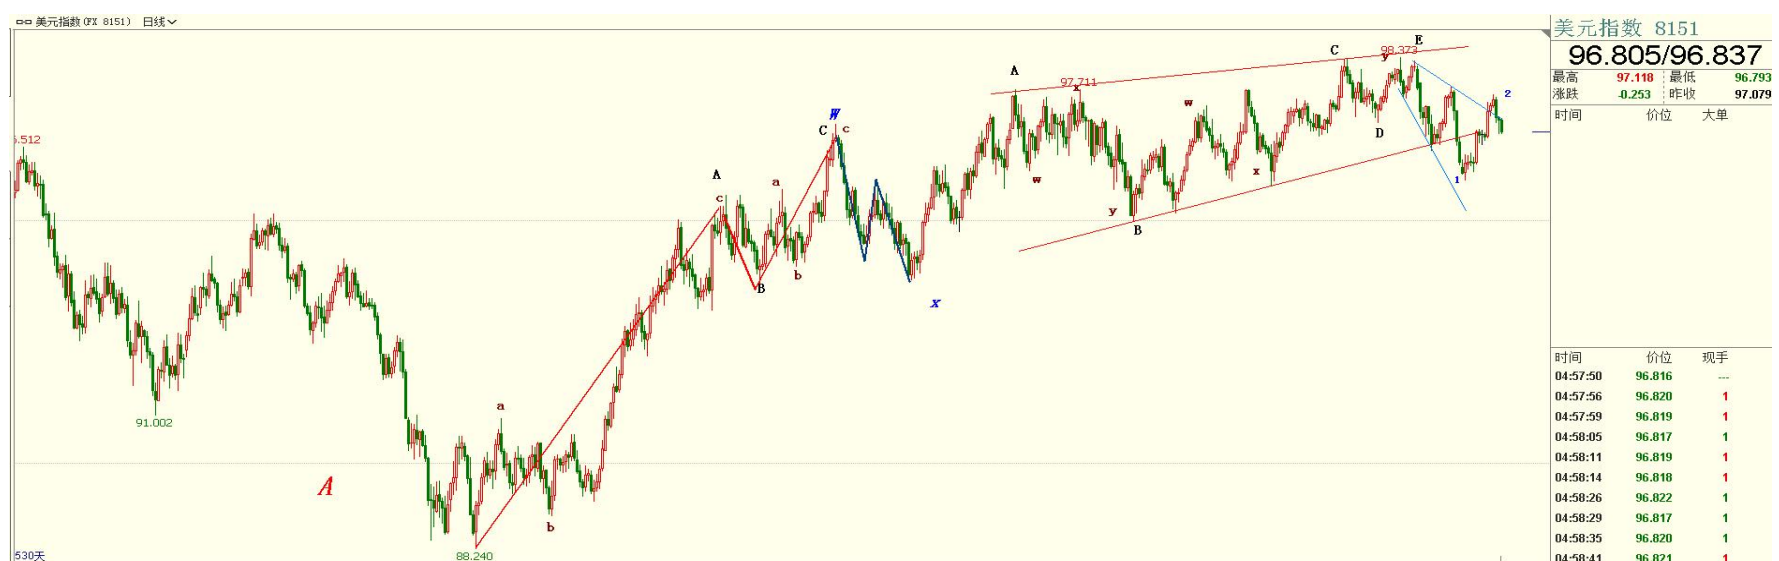 美元指数(FX 8151) 日线
美元指数 8151
96.805/96.837
最高 97.118 最低 96.793
涨跌 -0.253 昨收 97.079
时间 价位 大单
E
C
98.373
y
A
97.711
x
w
2
W
C c
5.512
D
w
a
1
A
x
c
y
B
b
B
x
时间 价位 现手
04:57:50 96.816 ---
04:57:56 96.820 1
04:57:59 96.819 1
04:58:05 96.817 1
04:58:11 96.819 1
04:58:14 96.818 1
04:58:26 96.822 1
04:58:29 96.817 1
04:58:35 96.820 1
04:58:41 96.821 1
91.002
a
A
b
530天
88.240